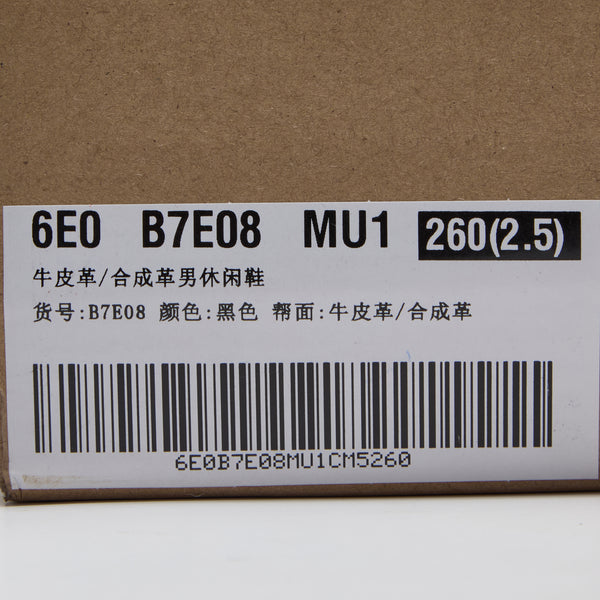 6E0 B7E08 MU1 260(2.5)
牛皮革/合成革男休闲鞋
货号:B7E08 颜色:黑色 帮面:牛皮革/合成革
6E0B7E08MU1CM5260